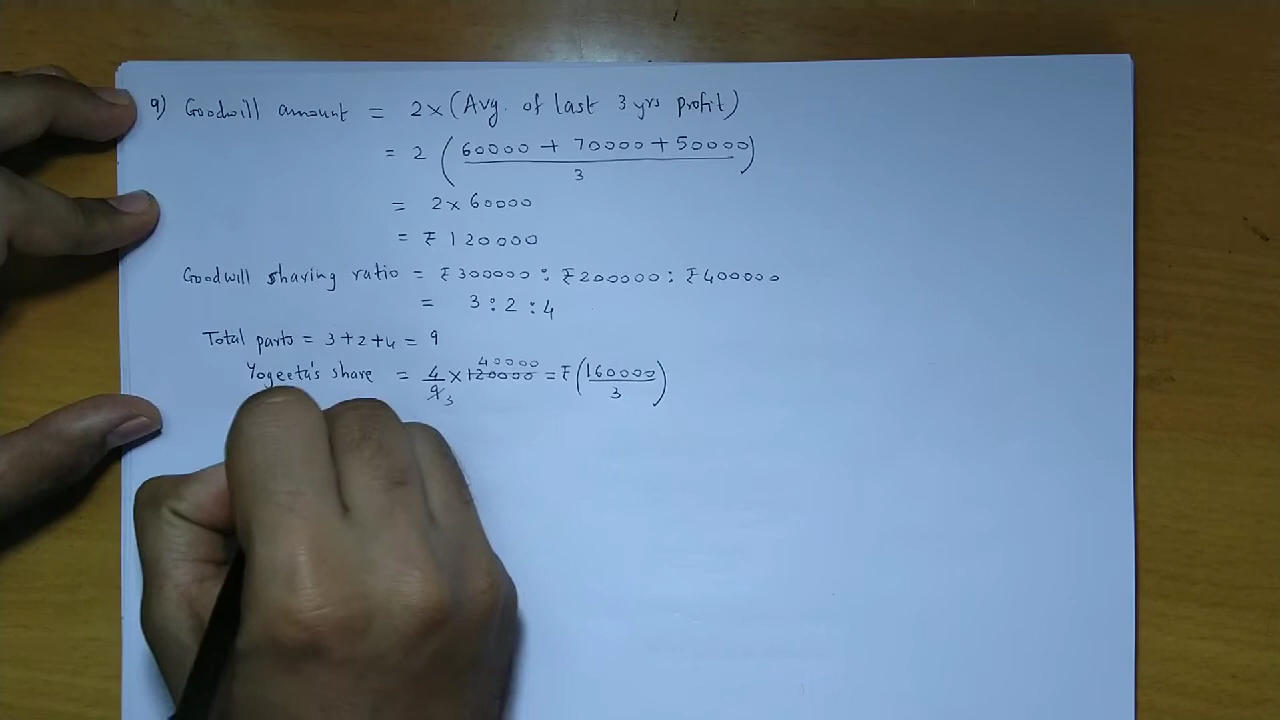 9) Goodwill amount = 2 × (Avg. of last 3 yrs profit)
= 2 (60000 + 70000 + 50000 / 3)
= 2 × 60000
= ₹ 120000
Goodwill sharing ratio = ₹ 300000 : ₹ 200000 : ₹ 400000
= 3 : 2 : 4
Total parts = 3 + 2 + 4 = 9
Yogeeta's share = 4/9 3 × 120000 40000 = ₹ (160000 / 3)